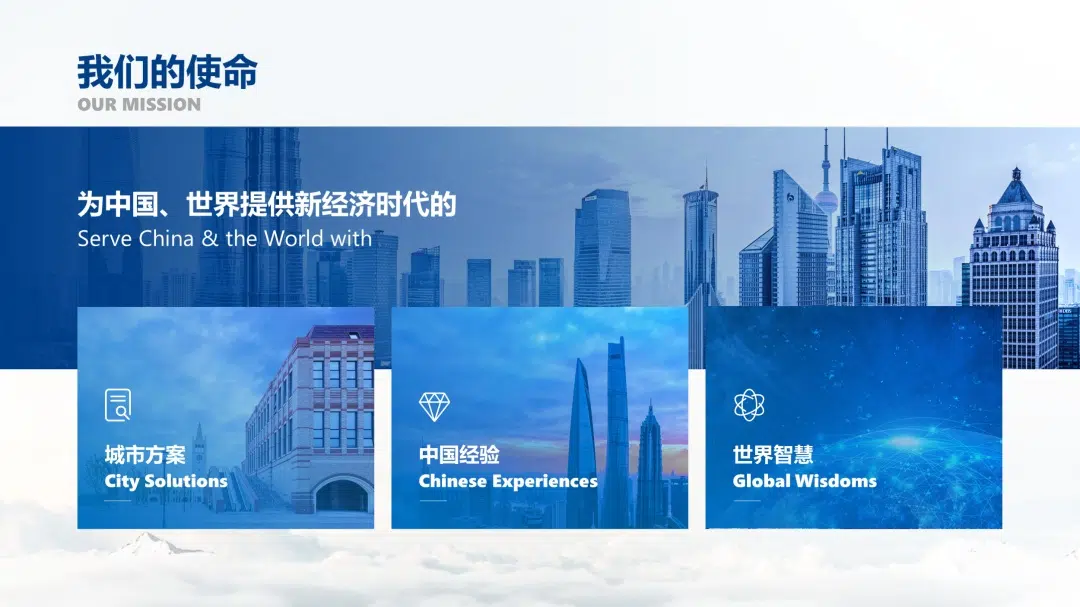 我们的使命
OUR MISSION
为中国、世界提供新经济时代的
Serve China & the World with
城市方案
City Solutions
中国经验
Chinese Experiences
世界智慧
Global Wisdoms